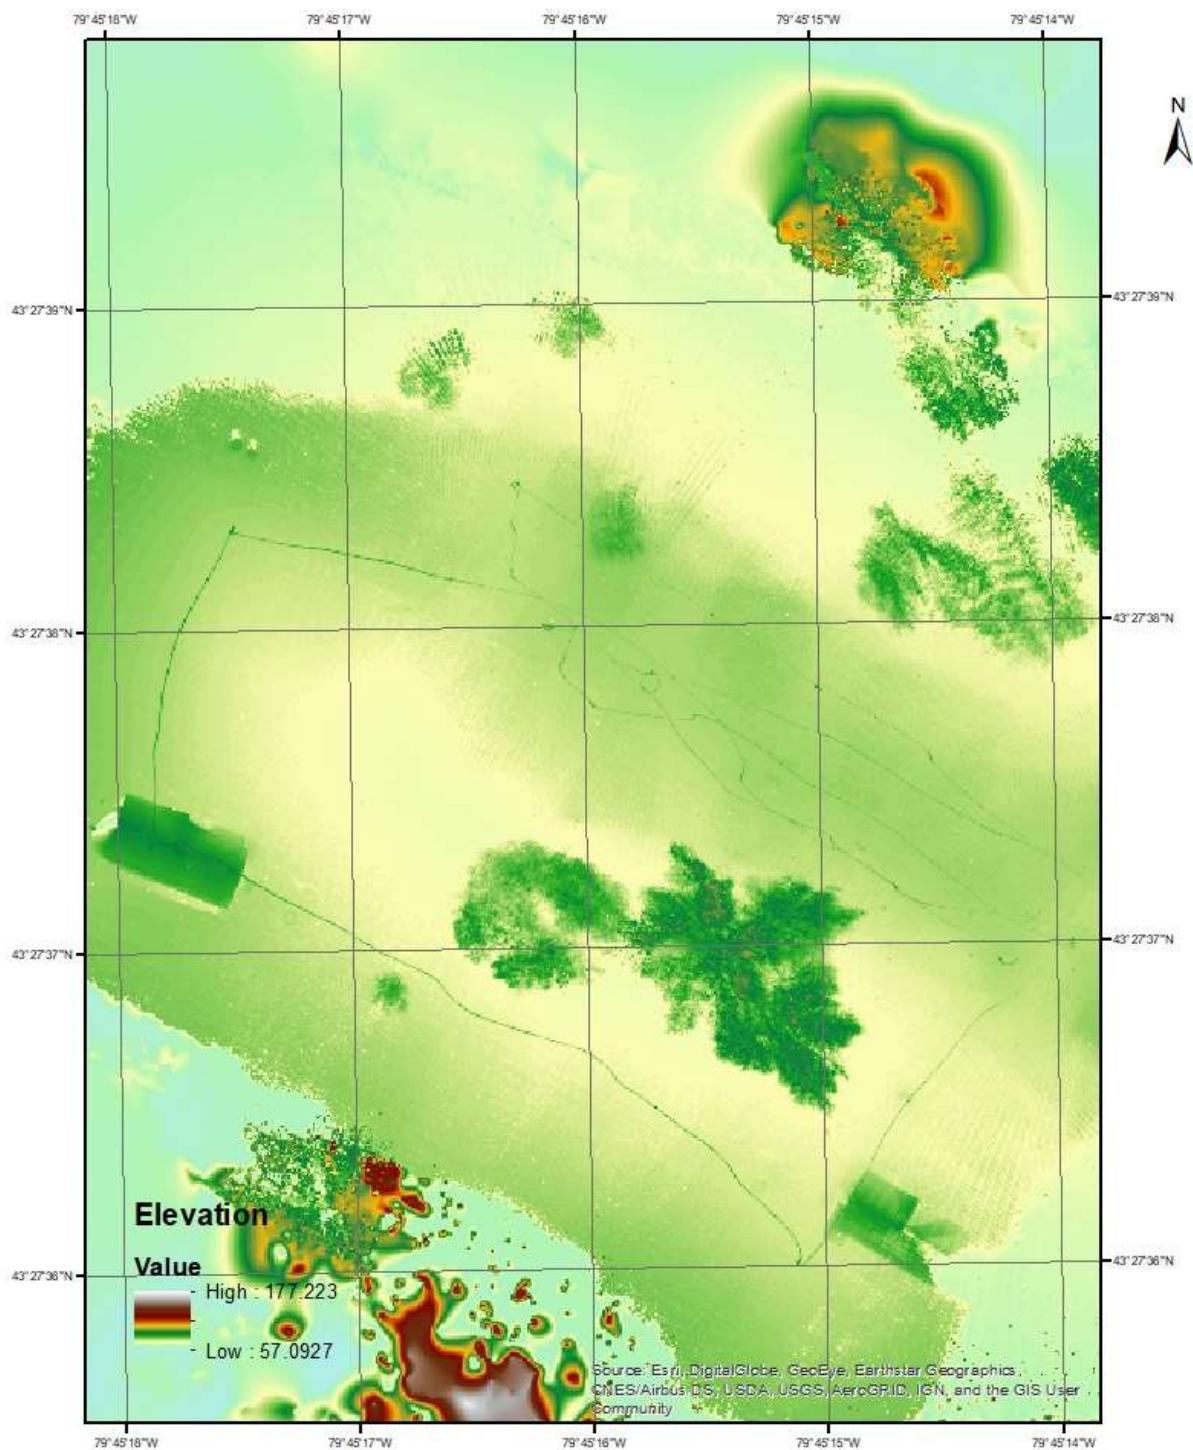 79°45'18"W 79°45'17"W 79°45'16"W 79°45'15"W 79°45'14"W
N
43°27'39"N 43°27'39"N
43°27'38"N 43°27'38"N
43°27'37"N 43°27'37"N
Elevation
Value
43°27'36"N 43°27'36"N
High : 177.223
Low : 57.0927
Source: Esri, DigitalGlobe, GeoEye, Earthstar Geographics,
CNES/Airbus DS, USDA, USGS, AeroGRID, IGN, and the GIS User
Community
79°45'18"W 79°45'17"W 79°45'16"W 79°45'15"W 79°45'14"W